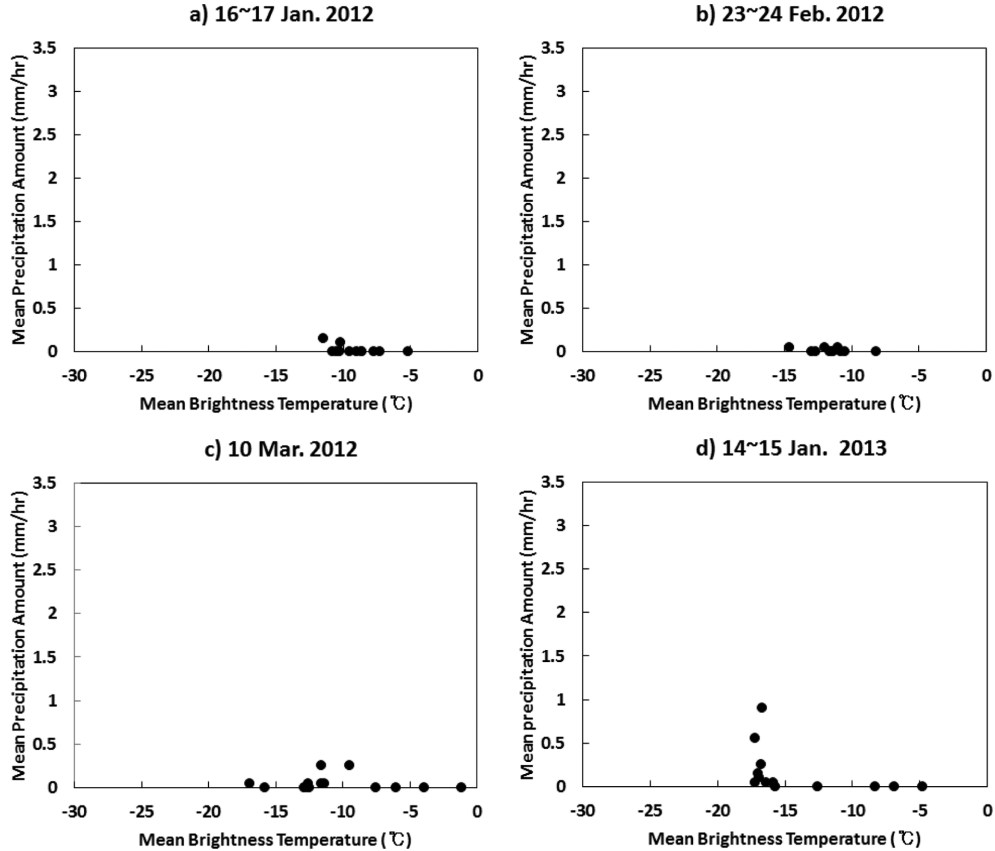 a) 16~17 Jan. 2012
Mean Precipitation Amount (mm/hr)
3.5
3
2.5
2
1.5
1
0.5
0
-30 -25 -20 -15 -10 -5 0
Mean Brightness Temperature ( ℃)
b) 23~24 Feb. 2012
Mean Precipitation Amount (mm/hr)
3.5
3
2.5
2
1.5
1
0.5
0
-30 -25 -20 -15 -10 -5 0
Mean Brightness Temperature ( ℃)
c) 10 Mar. 2012
Mean Precipitation Amount (mm/hr)
3.5
3
2.5
2
1.5
1
0.5
0
-30 -25 -20 -15 -10 -5 0
Mean Brightness Temperature ( ℃)
d) 14~15 Jan. 2013
Mean precipitation Amount (mm/hr)
3.5
3
2.5
2
1.5
1
0.5
0
-30 -25 -20 -15 -10 -5 0
Mean Brightness Temperature ( ℃)